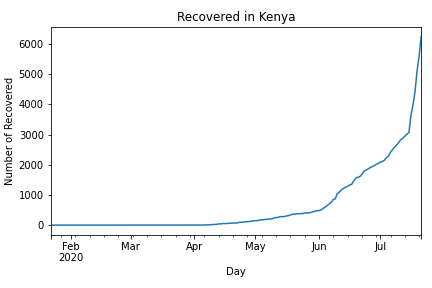 Recovered in Kenya
Number of Recovered
6000
5000
4000
3000
2000
1000
0
Feb
2020
Mar
Apr
May
Jun
Jul
Day